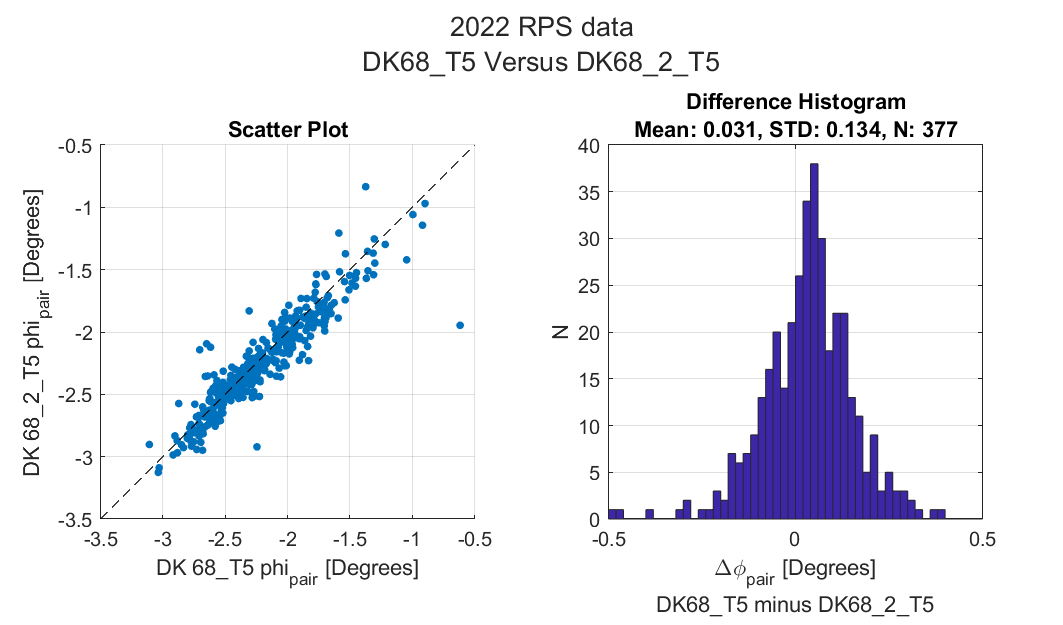 2022 RPS data
DK68_T5 Versus DK68_2_T5
Scatter Plot
-0.5
-1
-1.5
-2
-2.5
-3
-3.5
-3.5 -3 -2.5 -2 -1.5 -1 -0.5
DK 68_2_T5 phi_pair [Degrees]
DK 68_T5 phi_pair [Degrees]
Difference Histogram
Mean: 0.031, STD: 0.134, N: 377
40
35
30
25
20
15
10
5
0
-0.5 0 0.5
N
Δϕ_pair [Degrees]
DK68_T5 minus DK68_2_T5